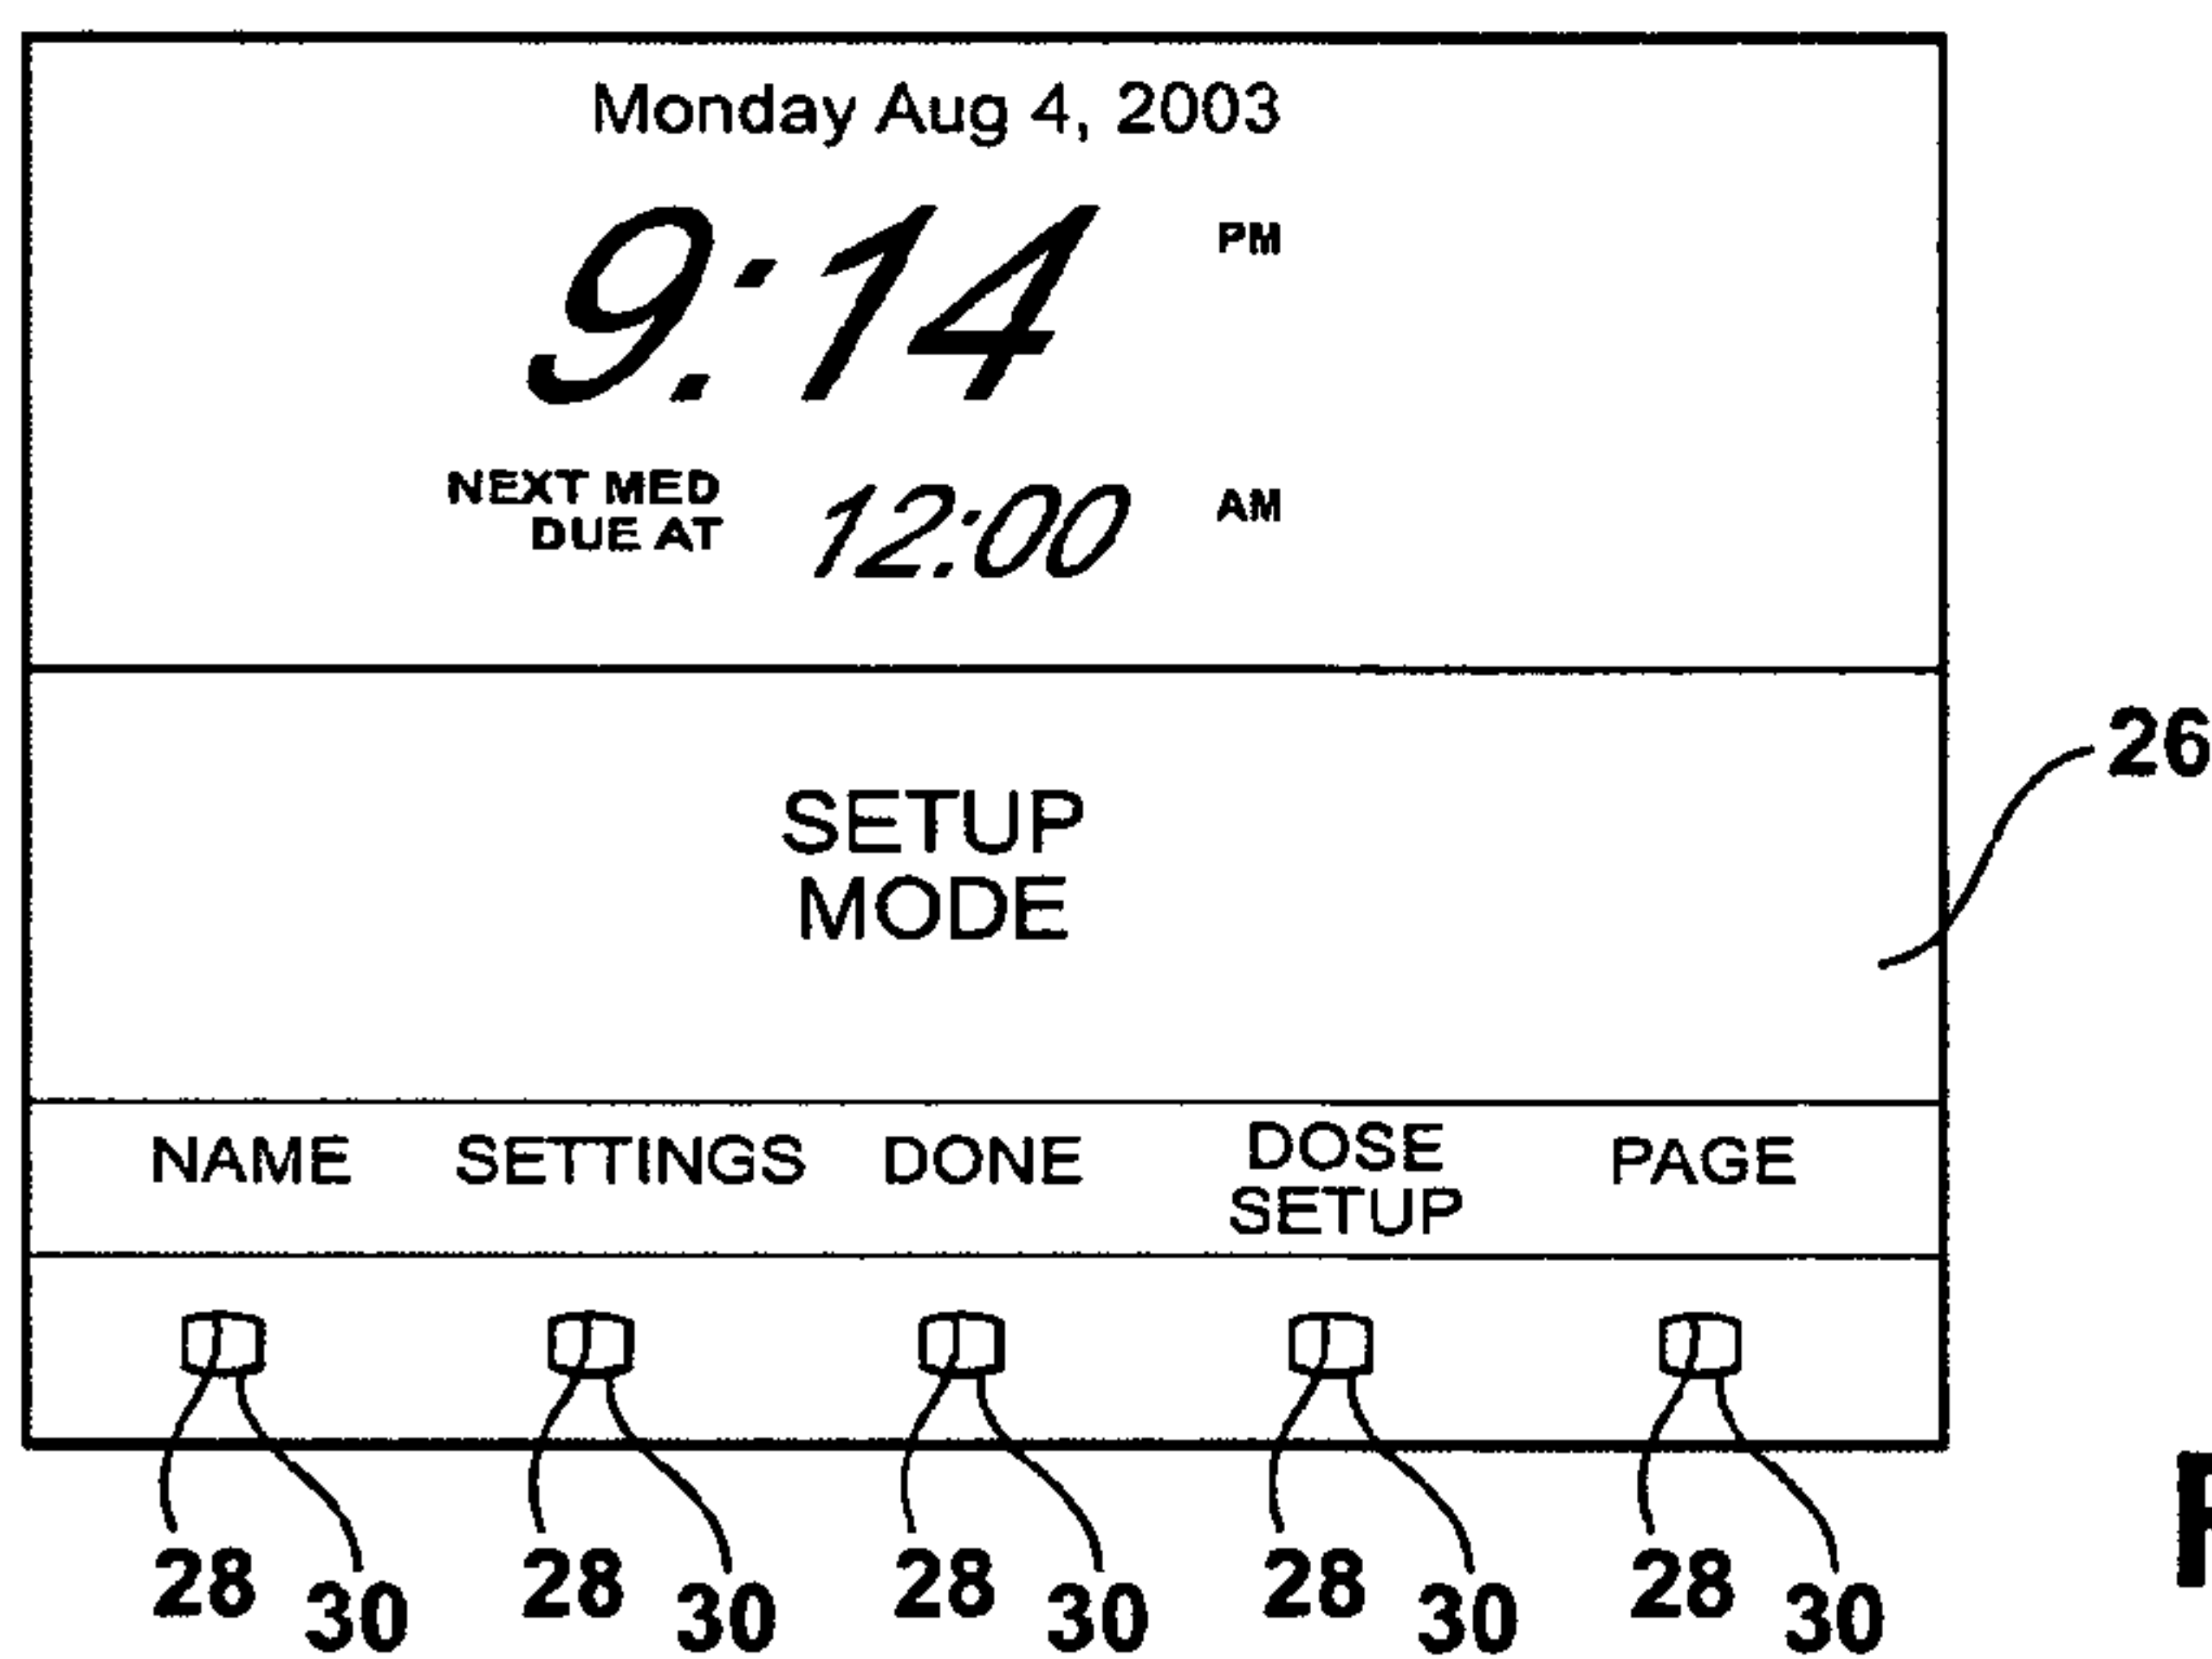 Monday Aug 4, 2003
9:14 PM
NEXT MED
DUE AT 12:00 AM
26
SETUP
MODE
NAME SETTINGS DONE DOSE SETUP PAGE
28 30 28 30 28 30 28 30 28 30